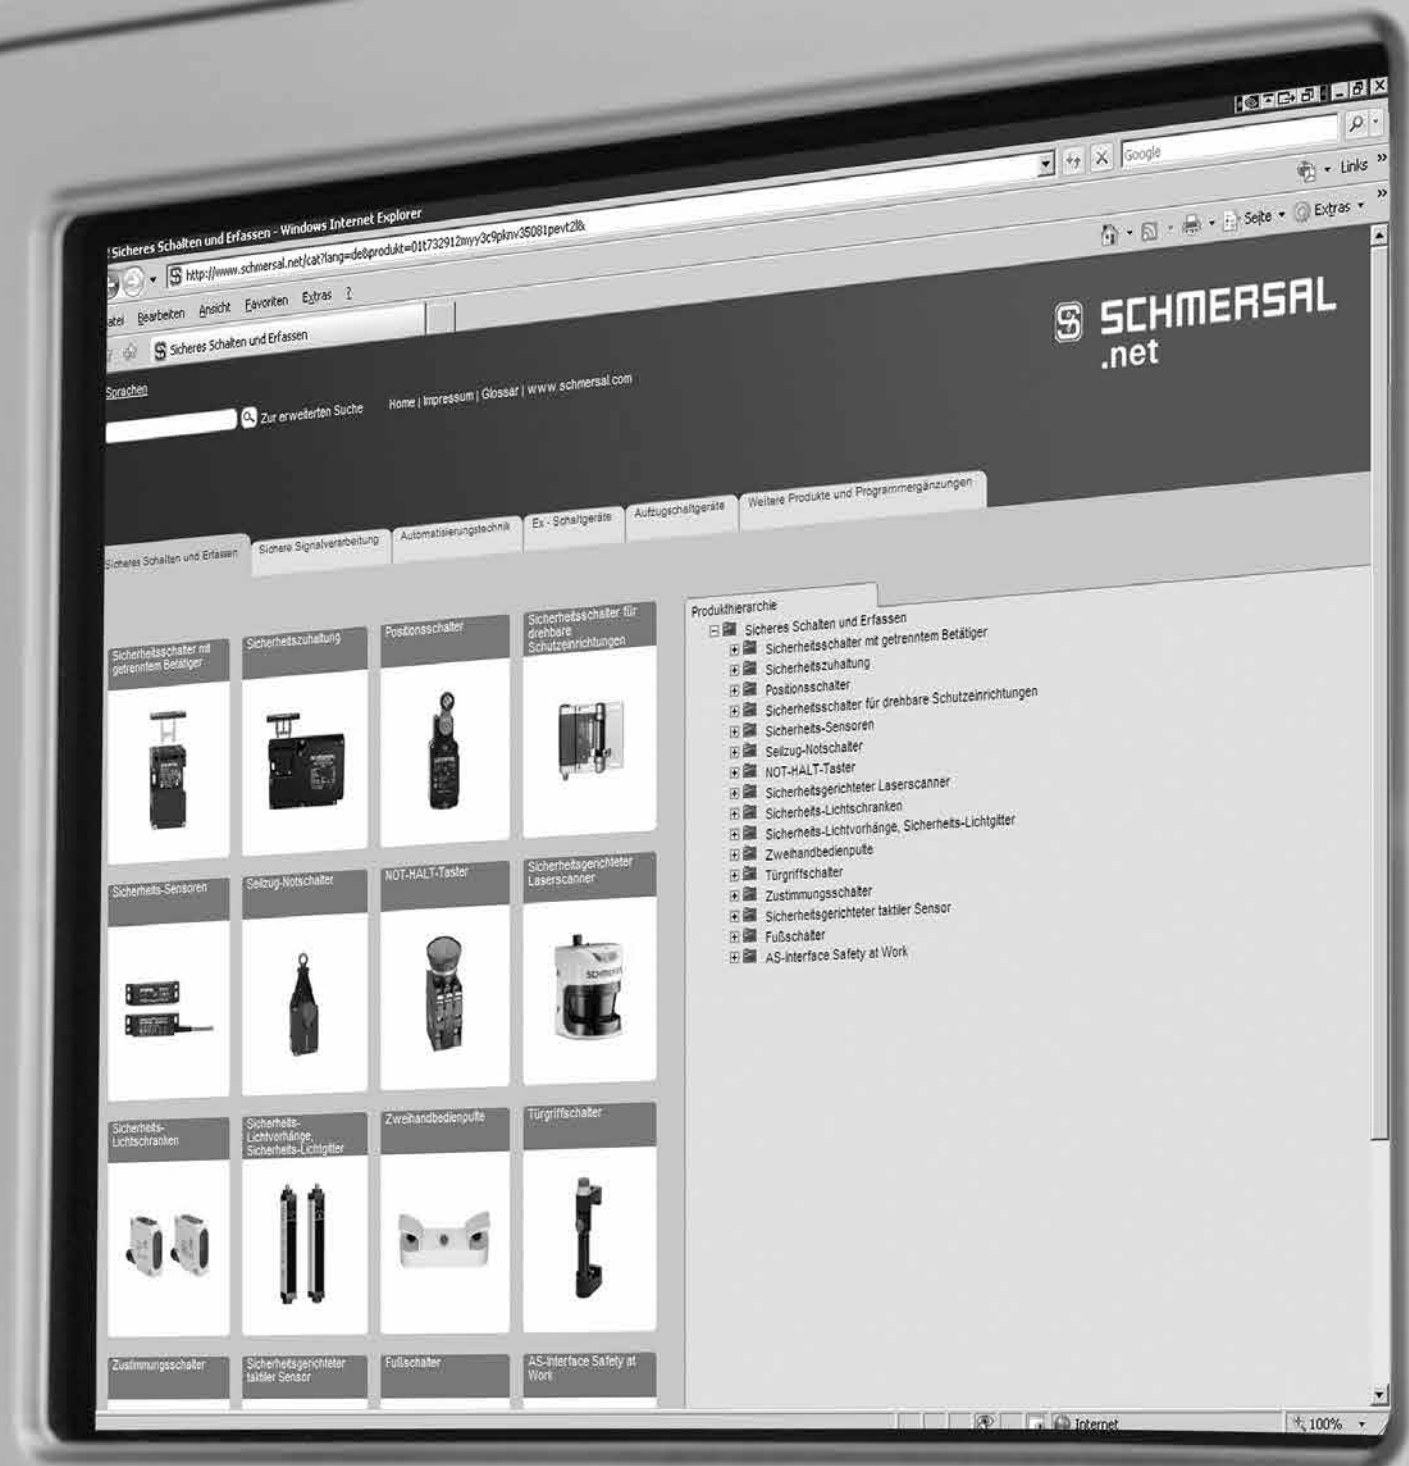 Sicheres Schalten und Erfassen - Windows Internet Explorer
http://www.schmersal.net/cat?lang=de&produkt=01t732912myy3c9pknv35081pevt2l&
Google
Links
atei Bearbeiten Ansicht Favoriten Extras ?
Seite Extras
Sicheres Schalten und Erfassen
SCHMERSAL
.net
Sprachen
Zur erweiterten Suche
Home | Impressum | Glossar | www.schmersal.com
Sicheres Schalten und Erfassen
Sichere Signalverarbeitung
Automatisierungstechnik
Ex - Schaltgeräte
Aufzugschaltgeräte
Weitere Produkte und Programmergänzungen
Sicherheitsschalter mit
getrenntem Betätiger
Sicherheitszuhaltung
Positionsschalter
Sicherheitsschalter für
drehbare
Schutzeinrichtungen
Sicherheits-Sensoren
Seilzug-Notschalter
NOT-HALT-Taster
Sicherheitsgerichteter
Laserscanner
Sicherheits-
Lichtschranken
Sicherheits-
Lichtvorhänge,
Sicherheits-Lichtgitter
Zweihandbedienpulte
Türgriffschalter
Zustimmungsschalter
Sicherheitsgerichteter
taktiler Sensor
Fußschalter
AS-Interface Safety at
Work
Produkthierarchie
Sicheres Schalten und Erfassen
Sicherheitsschalter mit getrenntem Betätiger
Sicherheitszuhaltung
Positionsschalter
Sicherheitsschalter für drehbare Schutzeinrichtungen
Sicherheits-Sensoren
Seilzug-Notschalter
NOT-HALT-Taster
Sicherheitsgerichteter Laserscanner
Sicherheits-Lichtschranken
Sicherheits-Lichtvorhänge, Sicherheits-Lichtgitter
Zweihandbedienpulte
Türgriffschalter
Zustimmungsschalter
Sicherheitsgerichteter taktiler Sensor
Fußschalter
AS-Interface Safety at Work
Internet
100%